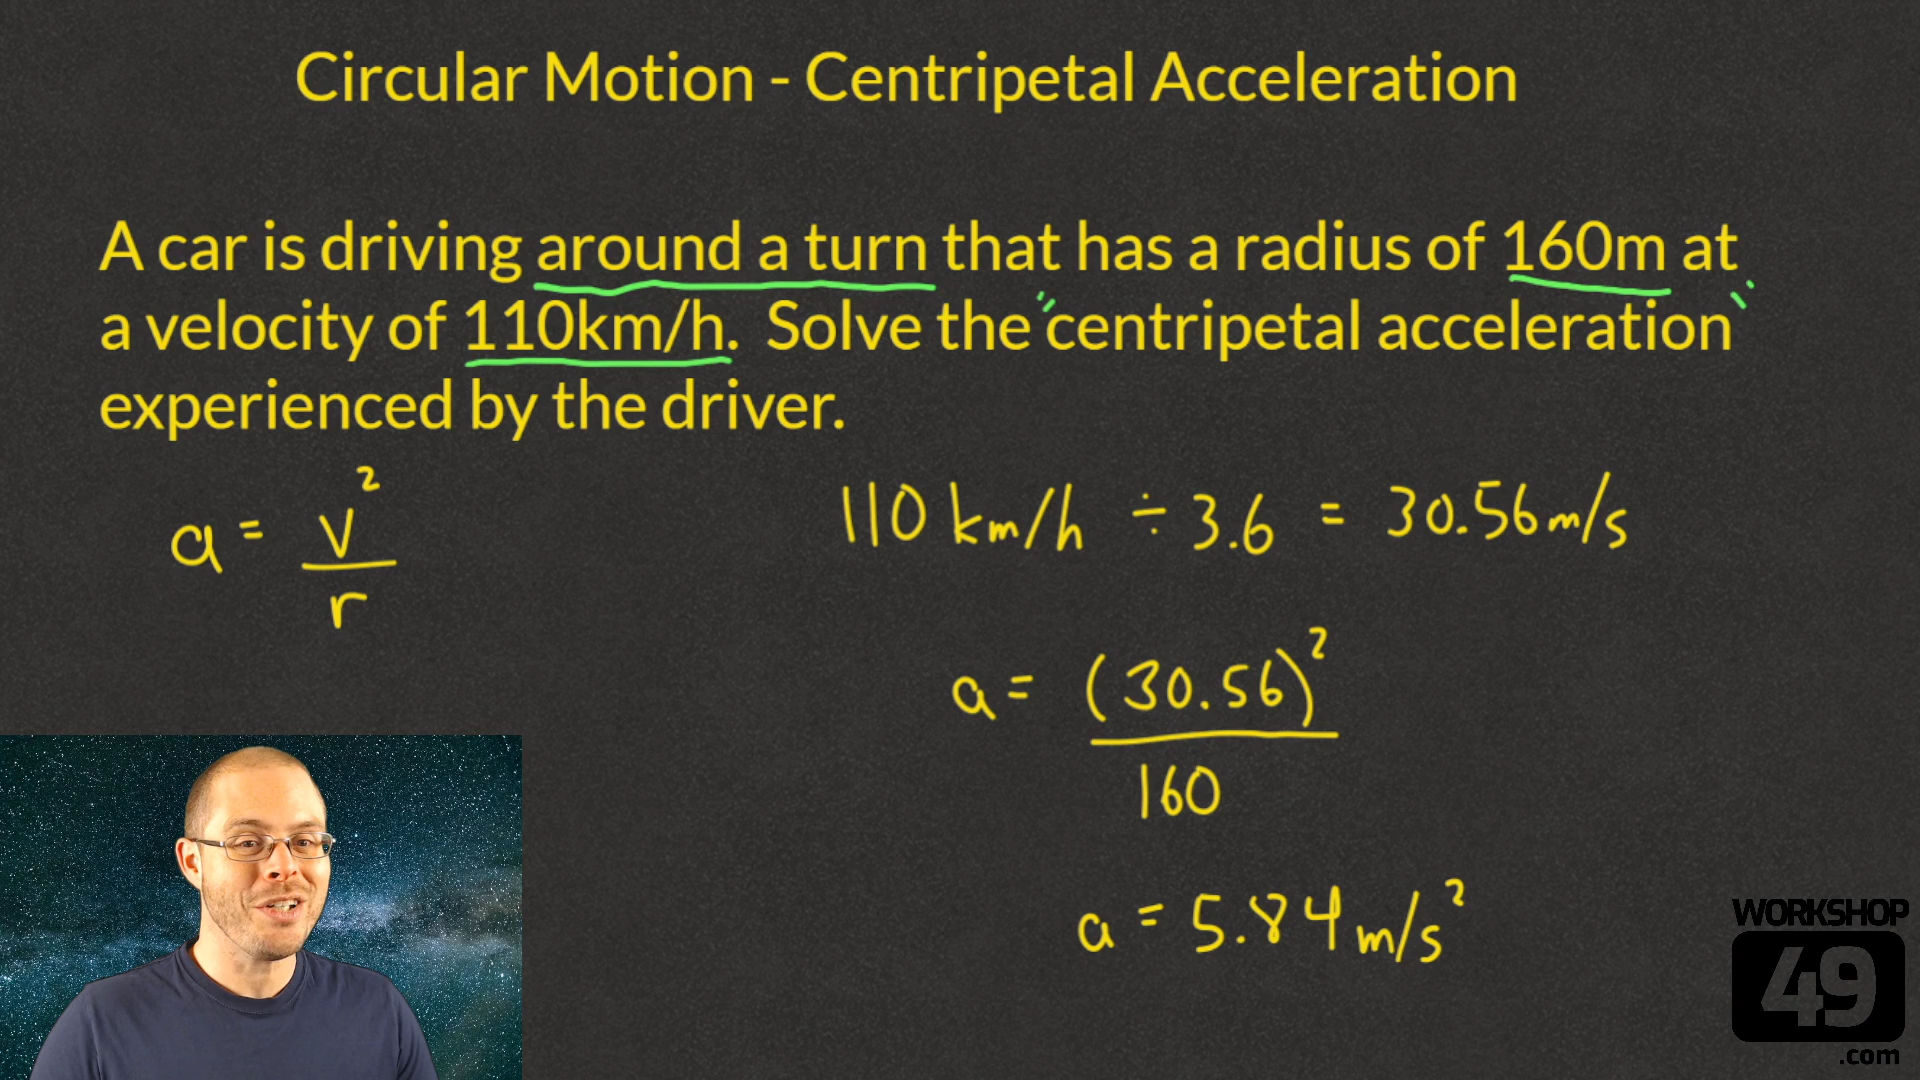 Circular Motion - Centripetal Acceleration
A car is driving around a turn that has a radius of 160m at
a velocity of 110km/h. Solve the "centripetal acceleration"
experienced by the driver.
a = v²
r
110 km/h ÷ 3.6 = 30.56 m/s
a = (30.56)²
160
a = 5.84 m/s²
WORKSHOP
49
.com